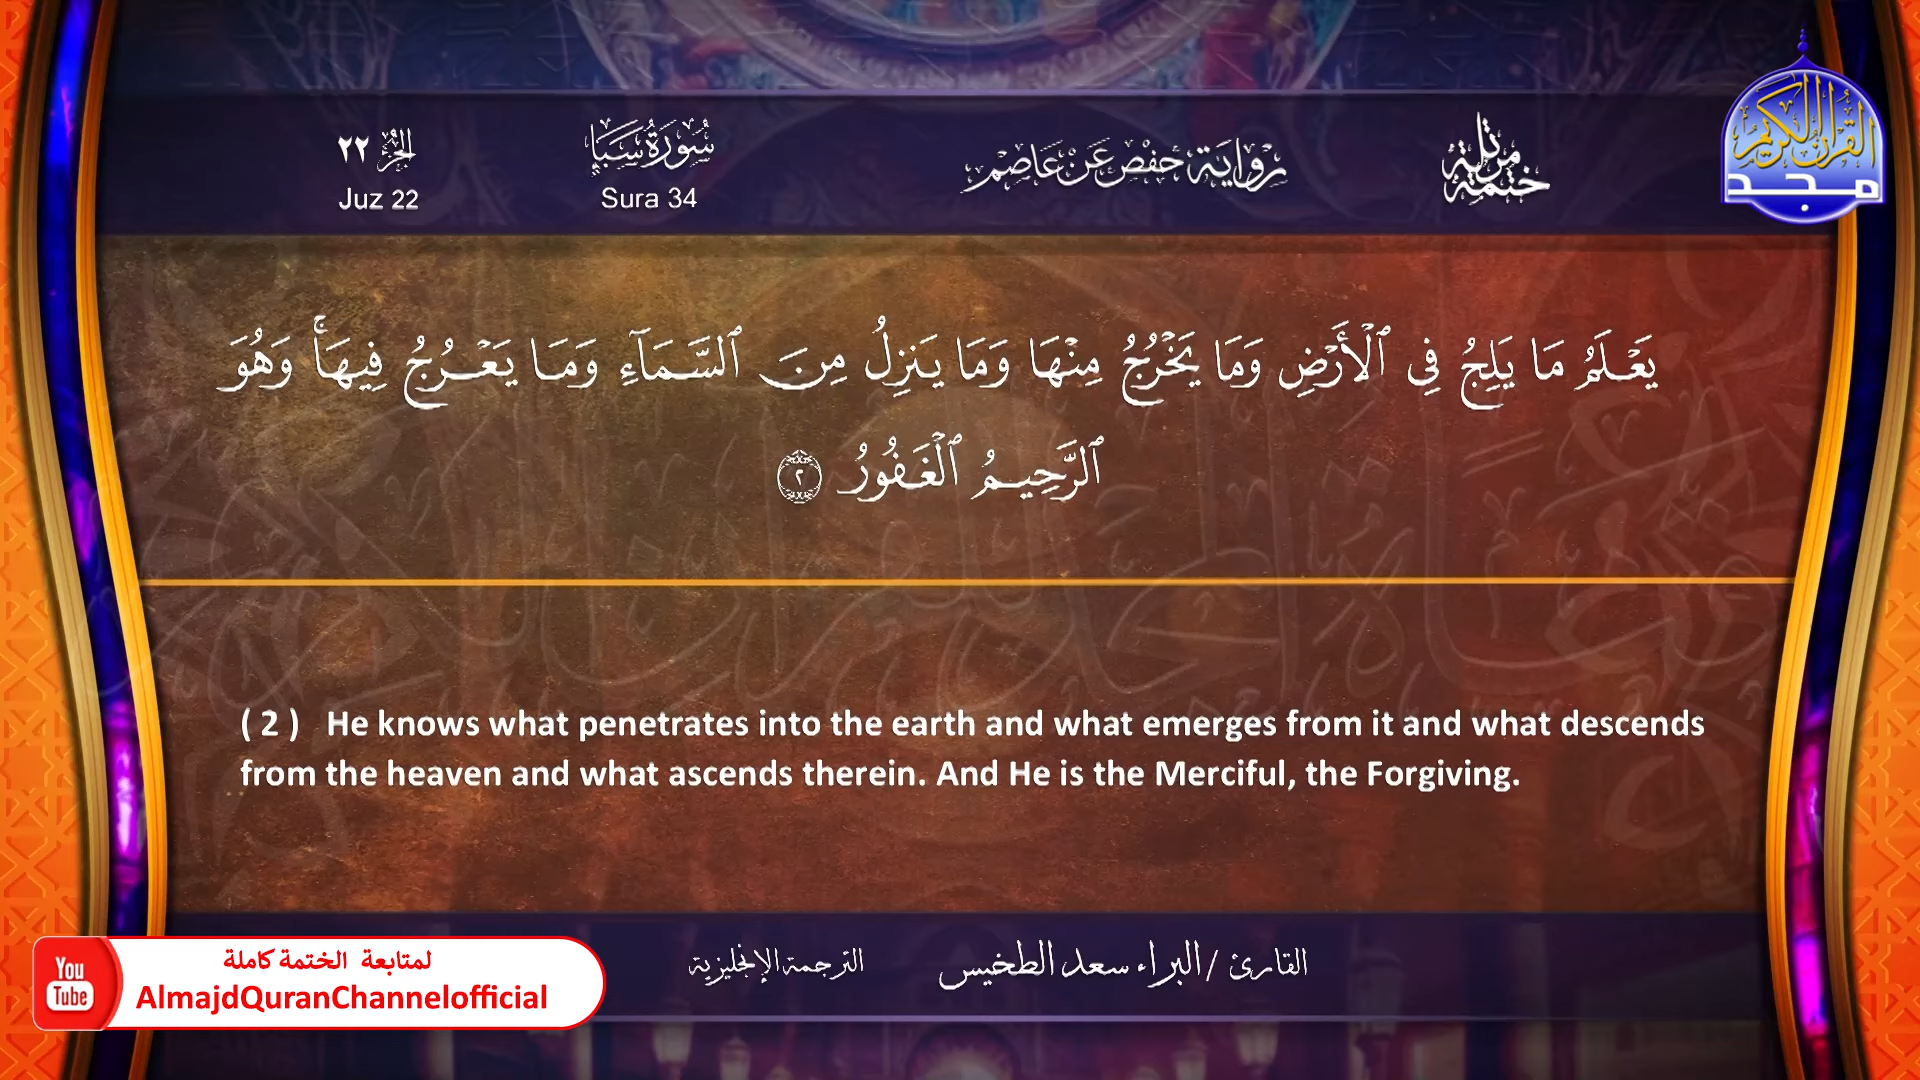 الجزء ٢٢
Juz 22
سُورَةُ سَبَإٍ
Sura 34
رواية حفص عن عاصم
ختمة مرتلة
القرآن الكريم
مجد
يَعْلَمُ مَا يَلِجُ فِي ٱلْأَرْضِ وَمَا يَخْرُجُ مِنْهَا وَمَا يَنزِلُ مِنَ ٱلسَّمَآءِ وَمَا يَعْرُجُ فِيهَاۚ وَهُوَ
ٱلرَّحِيمُ ٱلْغَفُورُ ٢
( 2 ) He knows what penetrates into the earth and what emerges from it and what descends
from the heaven and what ascends therein. And He is the Merciful, the Forgiving.
القارئ / البراء سعد الطخيس
الترجمة الإنجليزية
You
Tube
لمتابعة الختمة كاملة
AlmajdQuranChannelofficial